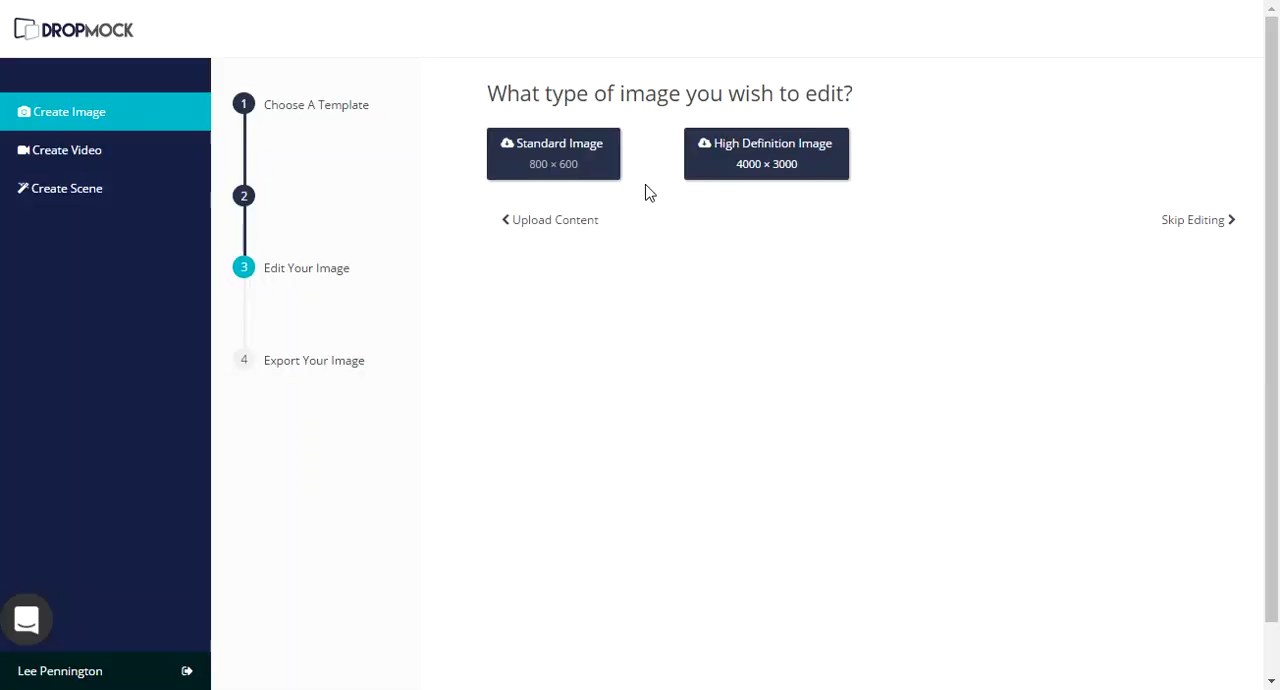 DROPMOCK
Create Image
Create Video
Create Scene
Lee Pennington
1 Choose A Template
2
3 Edit Your Image
4 Export Your Image
What type of image you wish to edit?
Standard Image
800 × 600
High Definition Image
4000 × 3000
Upload Content
Skip Editing